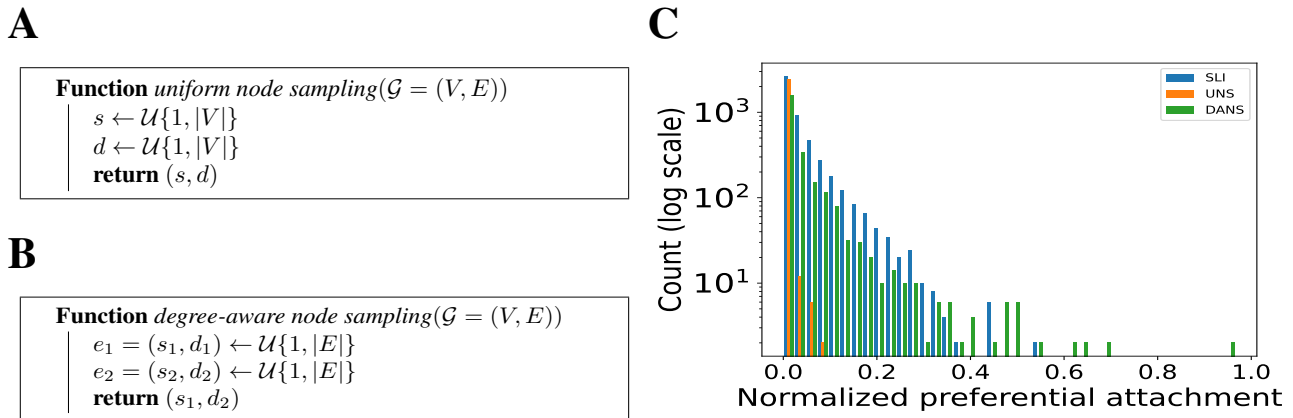 A
Function uniform node sampling(𝒢 = (V, E))
s ← 𝒰{1, |V|}
d ← 𝒰{1, |V|}
return (s, d)
B
Function degree-aware node sampling(𝒢 = (V, E))
e₁ = (s₁, d₁) ← 𝒰{1, |E|}
e₂ = (s₂, d₂) ← 𝒰{1, |E|}
return (s₁, d₂)
C
SLI
UNS
DANS
Count (log scale)
10³
10²
10¹
0.0 0.2 0.4 0.6 0.8 1.0
Normalized preferential attachment